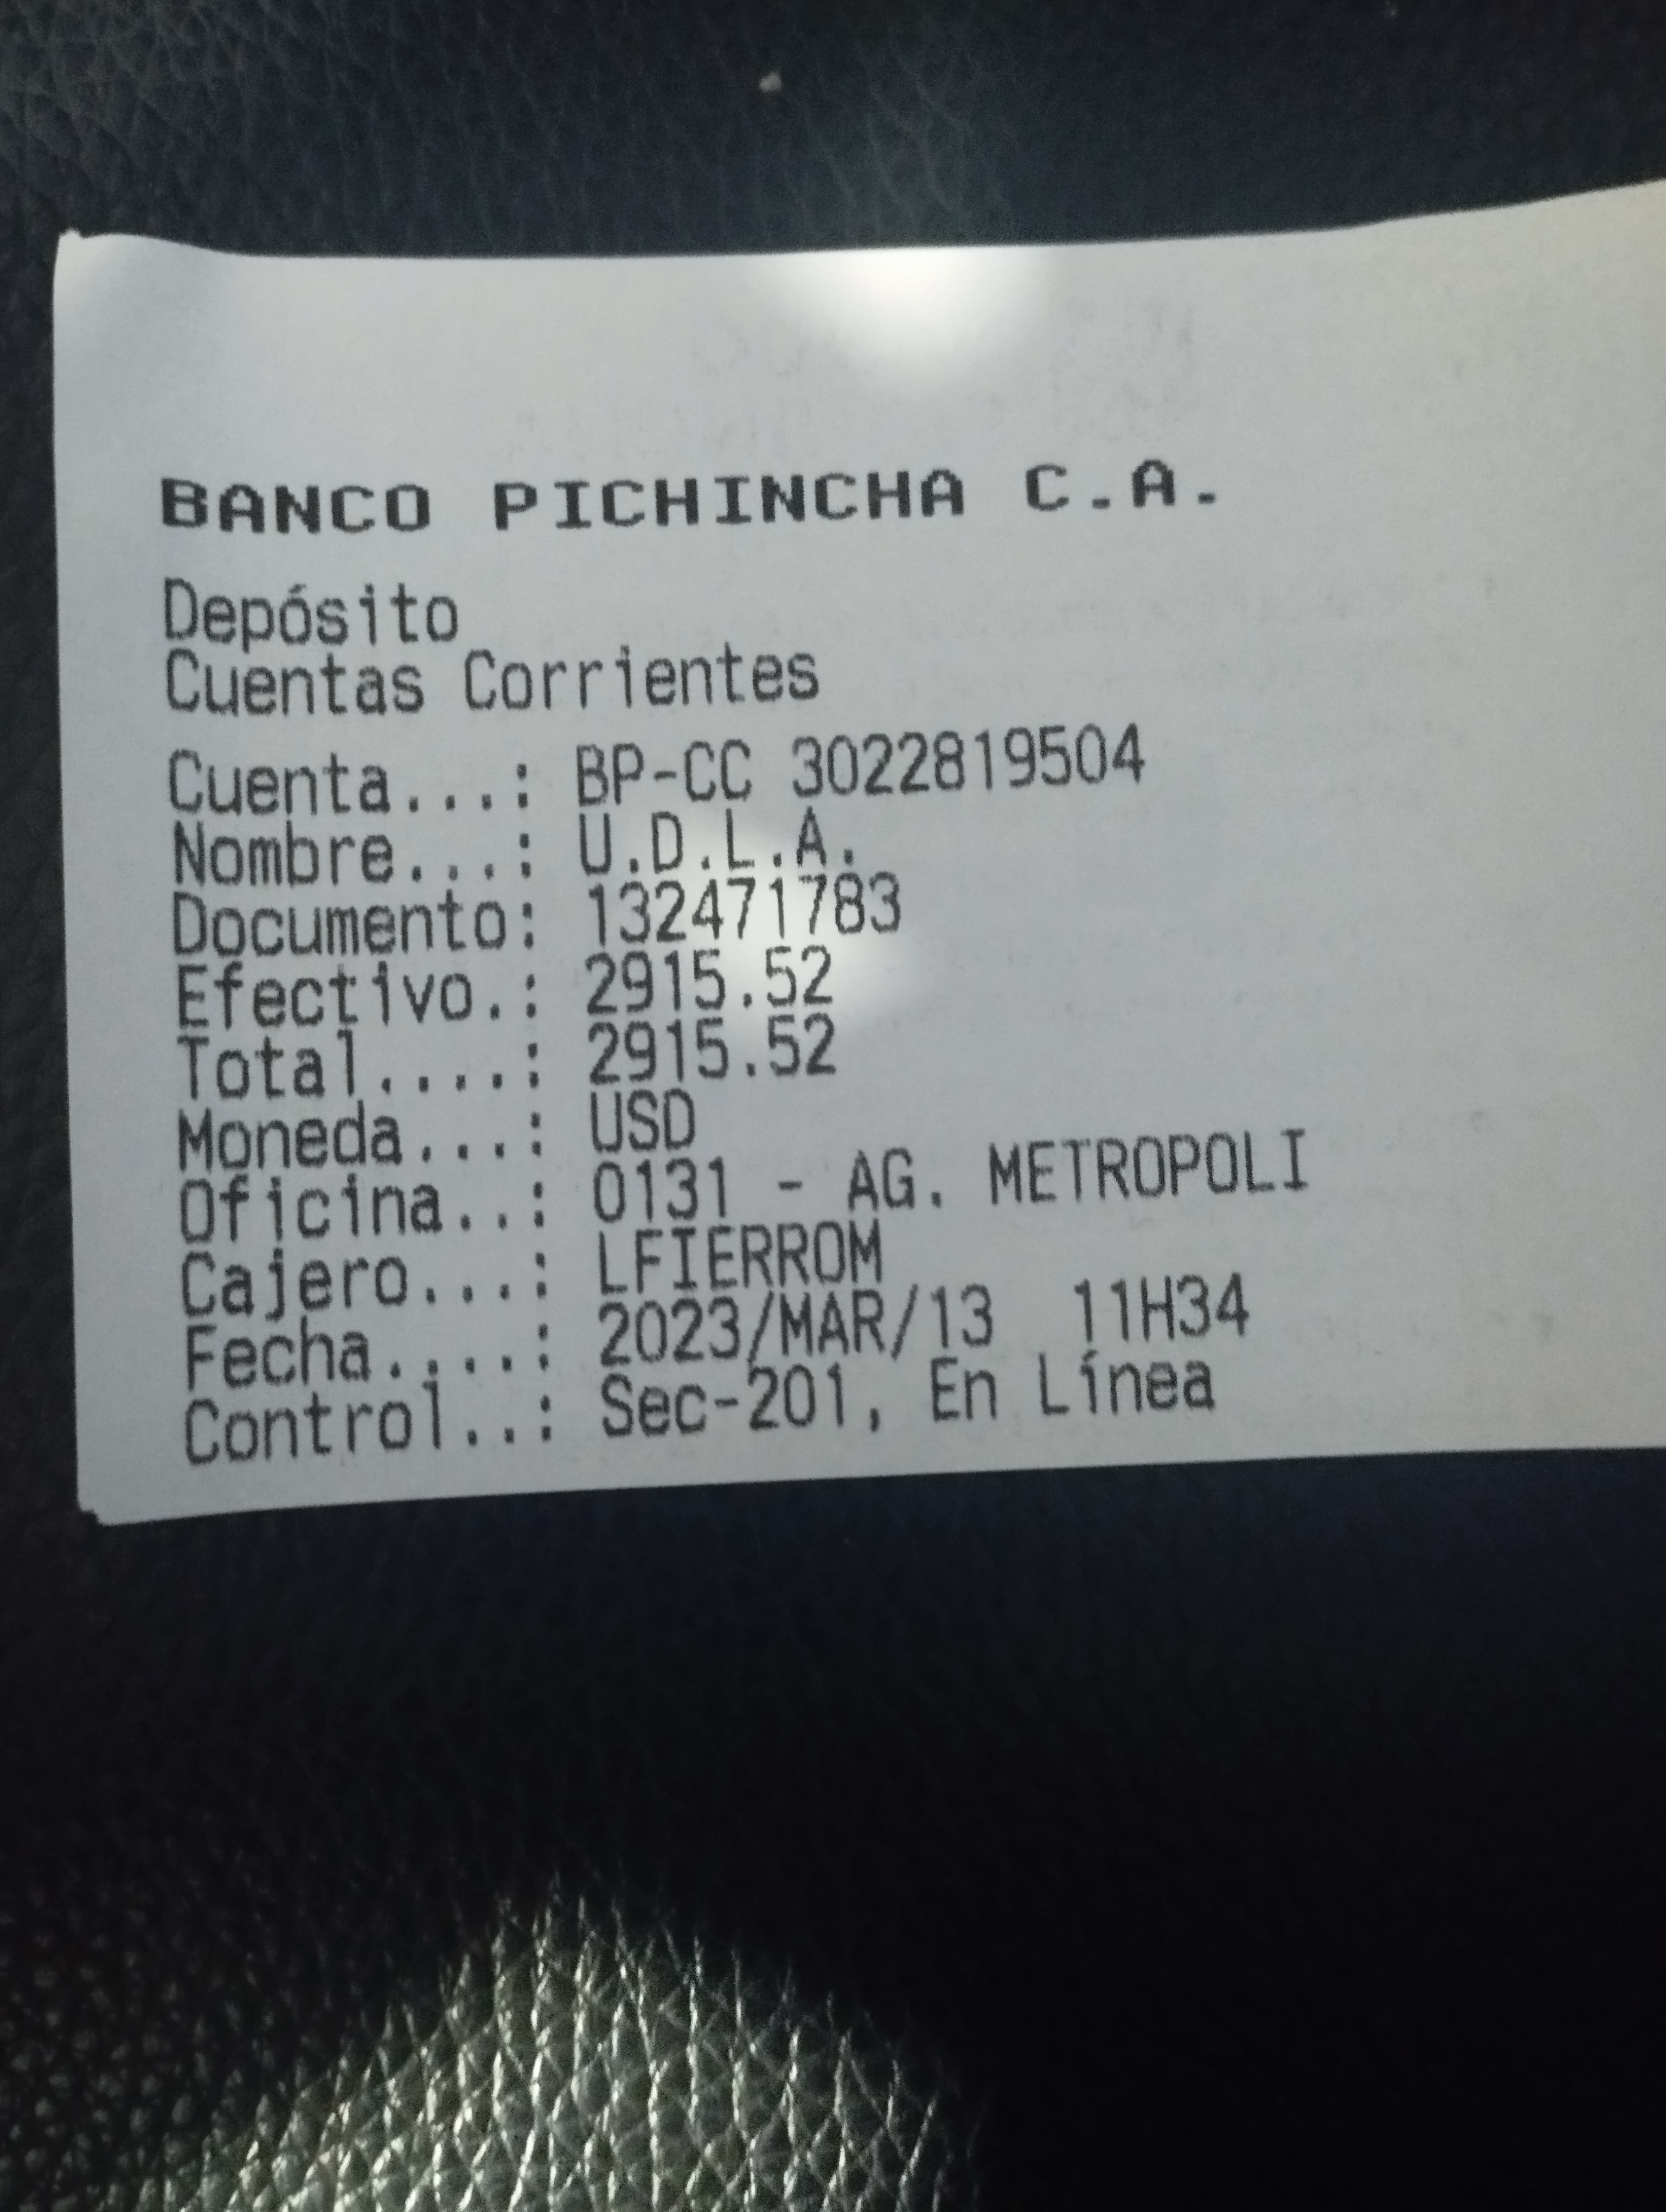 BANCO PICHINCHA C.A.
Depósito
Cuentas Corrientes
Cuenta...: BP-CC 3022819504
Nombre...: U.D.L.A.
Documento: 132471783
Efectivo.: 2915.52
Total....: 2915.52
Moneda...: USD
Oficina..: 0131 - AG. METROPOLI
Cajero...: LFIERROM
Fecha....: 2023/MAR/13  11H34
Control..: Sec-201, En Línea